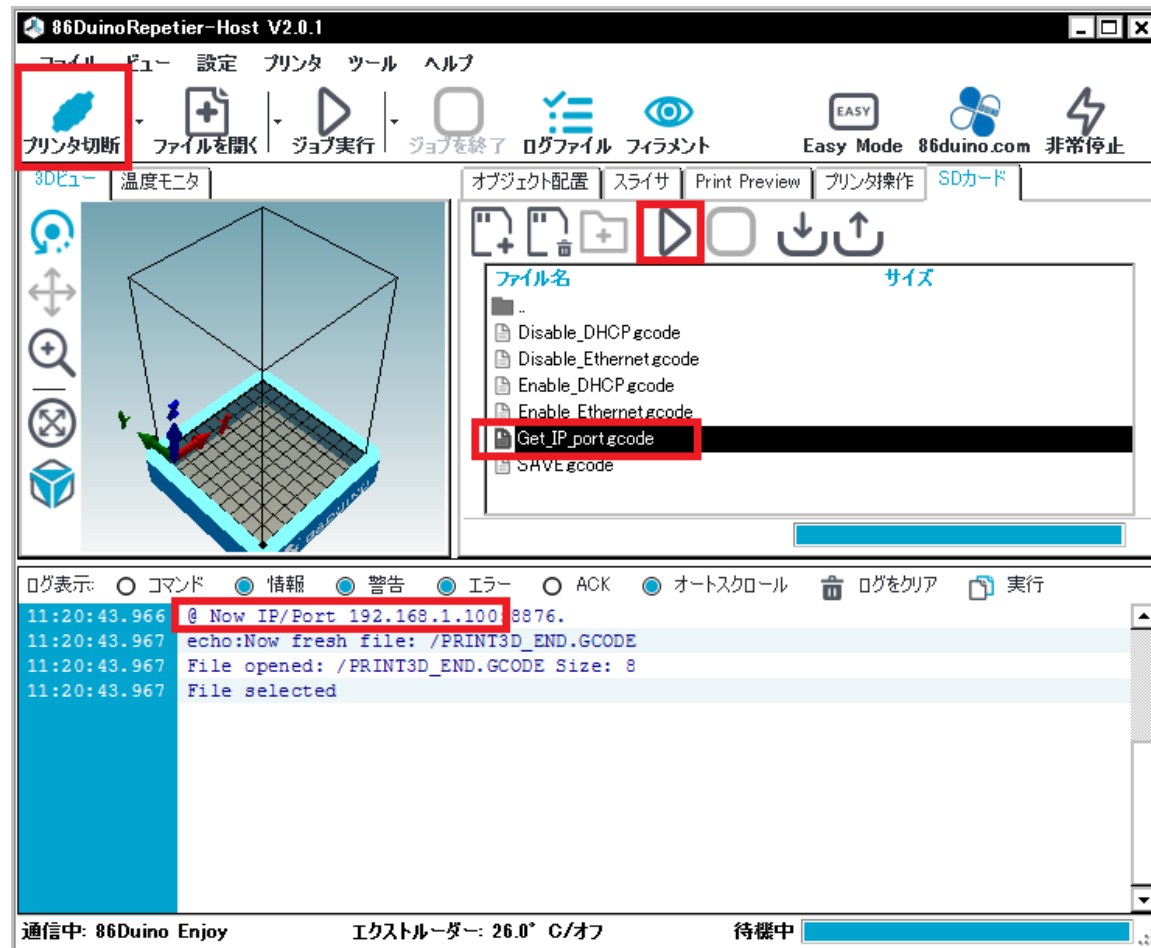 86DuinoRepetier-Host V2.0.1
ファイル ビュー 設定 プリンタ ツール ヘルプ
プリンタ切断 ファイルを開く ジョブ実行 ジョブを終了 ログファイル フィラメント EASY Easy Mode 86duino.com 非常停止
3Dビュー 温度モニタ オブジェクト配置 スライサ Print Preview プリンタ操作 SDカード
ファイル名 サイズ
..
Disable_DHCP.gcode
Disable_Ethernet.gcode
Enable_DHCP.gcode
Enable_Ethernet.gcode
Get_IP_port.gcode
SAVE.gcode
Y Z X
ログ表示: コマンド 情報 警告 エラー ACK オートスクロール ログをクリア 実行
11:20:43.966 @ Now IP/Port 192.168.1.100:8876.
11:20:43.967 echo:Now fresh file: /PRINT3D_END.GCODE
11:20:43.967 File opened: /PRINT3D_END.GCODE Size: 8
11:20:43.967 File selected
通信中: 86Duino Enjoy エクストルーダー: 26.0° C/オフ 待機中